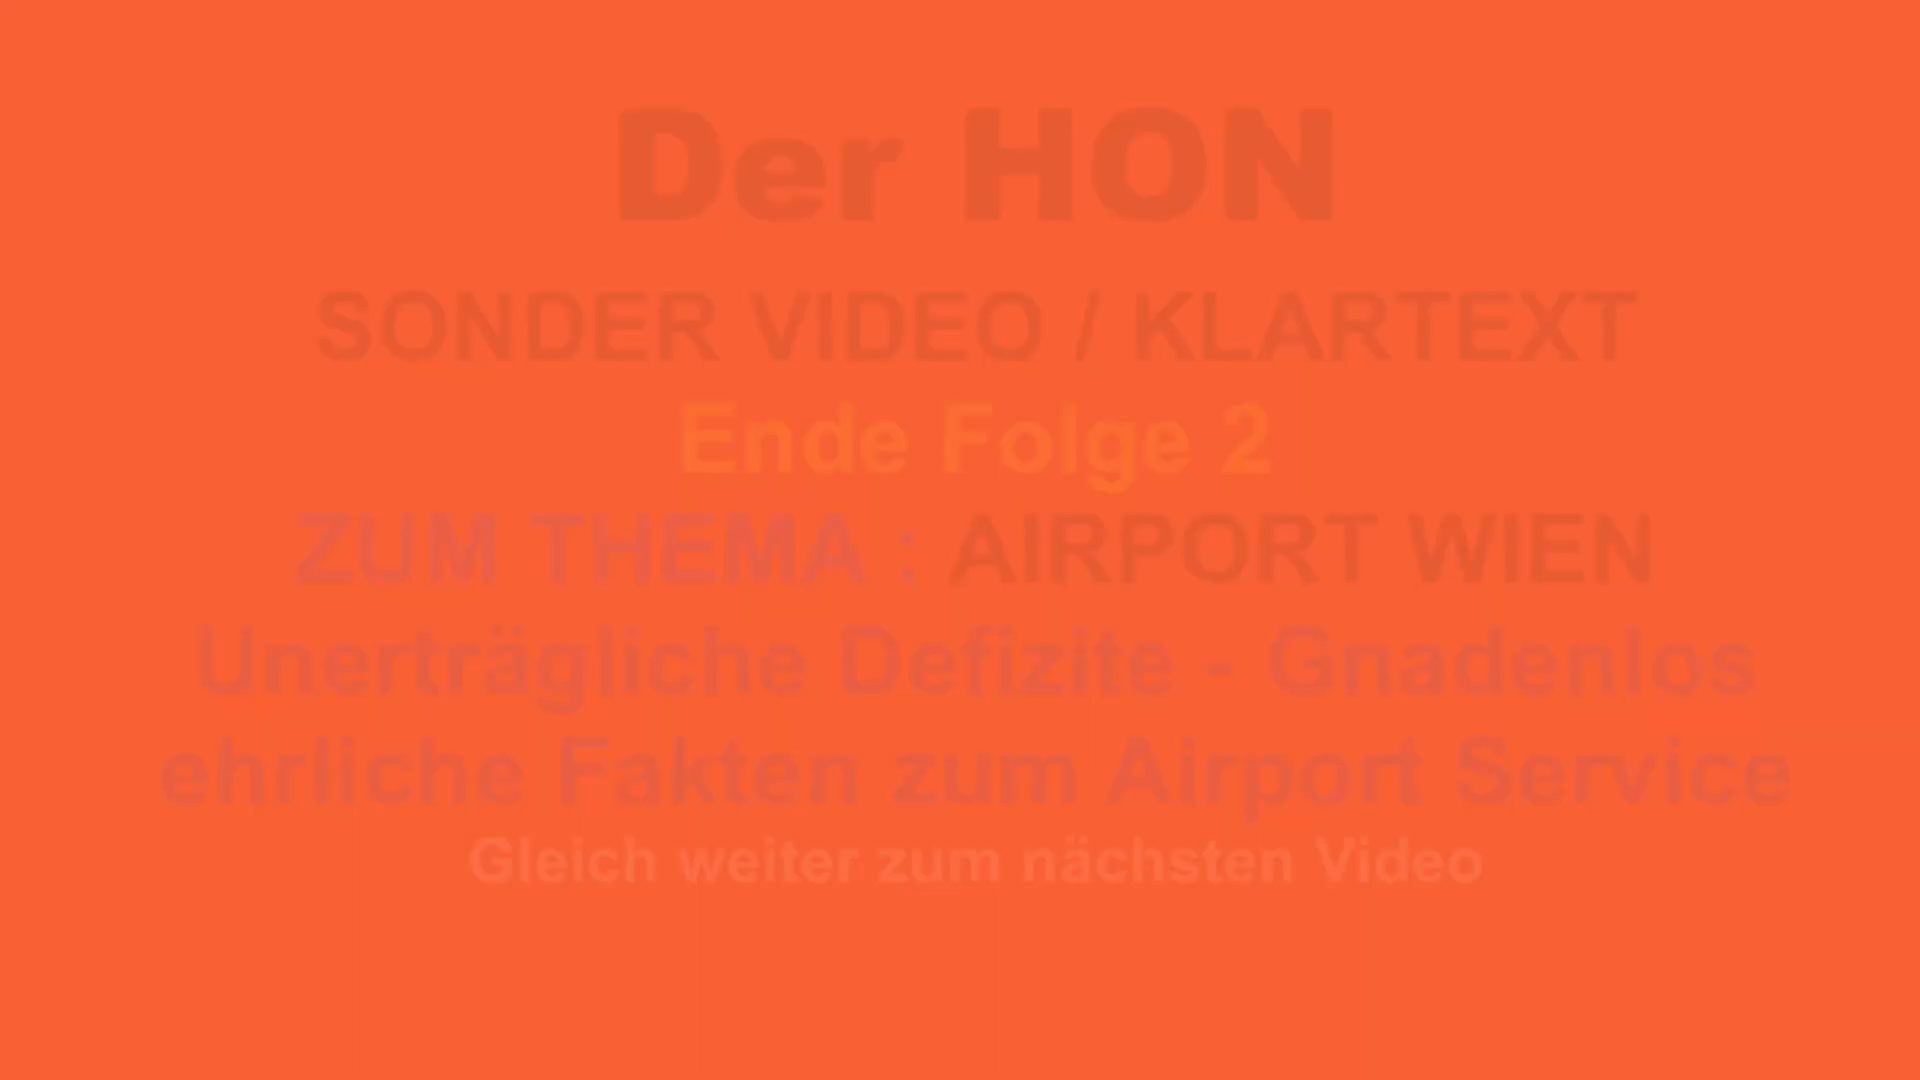 Der HON
SONDER VIDEO / KLARTEXT
Ende Folge 2
ZUM THEMA : AIRPORT WIEN
Unerträgliche Defizite - Gnadenlos
ehrliche Fakten zum Airport Service
Gleich weiter zum nächsten Video